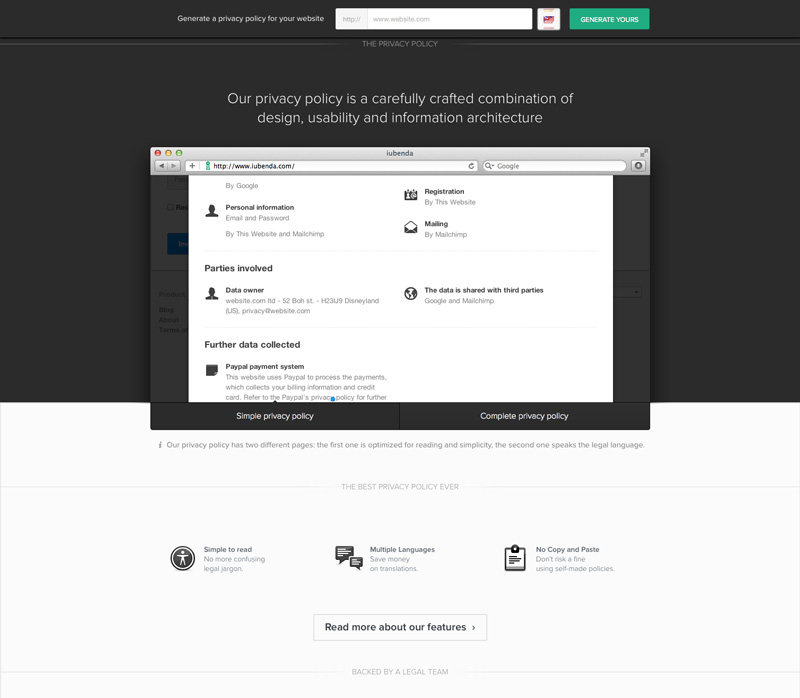 Generate a privacy policy for your website
http://
www.website.com
GENERATE YOURS
THE PRIVACY POLICY
Our privacy policy is a carefully crafted combination of
design, usability and information architecture
iubenda
http://www.iubenda.com/
Google
By Google
Personal information
Email and Password
By This Website and Mailchimp
Registration
By This Website
Mailing
By Mailchimp
Parties involved
Data owner
website.com ltd - 52 Boh st. - H23U9 Disneyland
(US), privacy@website.com
The data is shared with third parties
Google and Mailchimp
Further data collected
Paypal payment system
This website uses Paypal to process the payments,
which collects your billing information and credit
card. Refer to the Paypal's privacy policy for further
Product
Blog
About
Simple privacy policy
Complete privacy policy
Our privacy policy has two different pages: the first one is optimized for reading and simplicity, the second one speaks the legal language.
THE BEST PRIVACY POLICY EVER
Simple to read
No more confusing
legal jargon.
Multiple Languages
Save money
on translations.
No Copy and Paste
Don't risk a fine
using self-made policies.
Read more about our features ›
BACKED BY A LEGAL TEAM